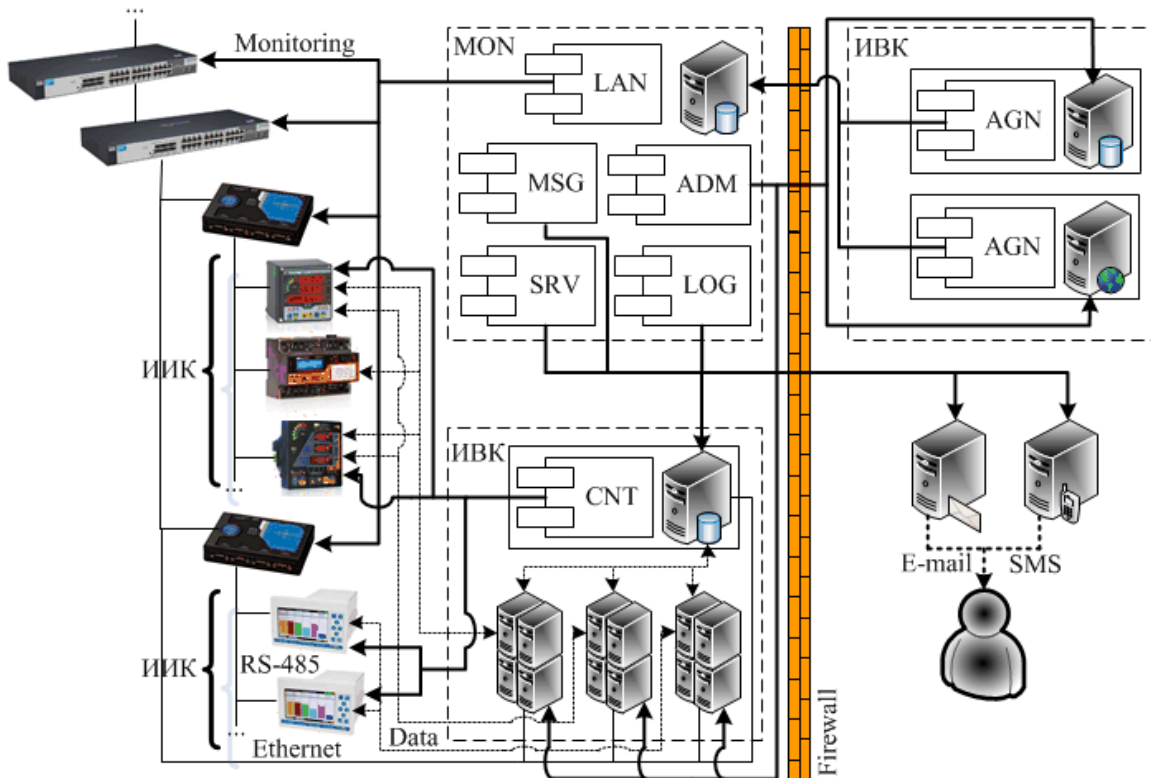 ...
Monitoring
MON
LAN
ИВК
AGN
MSG
ADM
AGN
SRV
LOG
ИИК
ИВК
...
CNT
E-mail
SMS
ИИК
RS-485
...
Ethernet
Data
Firewall